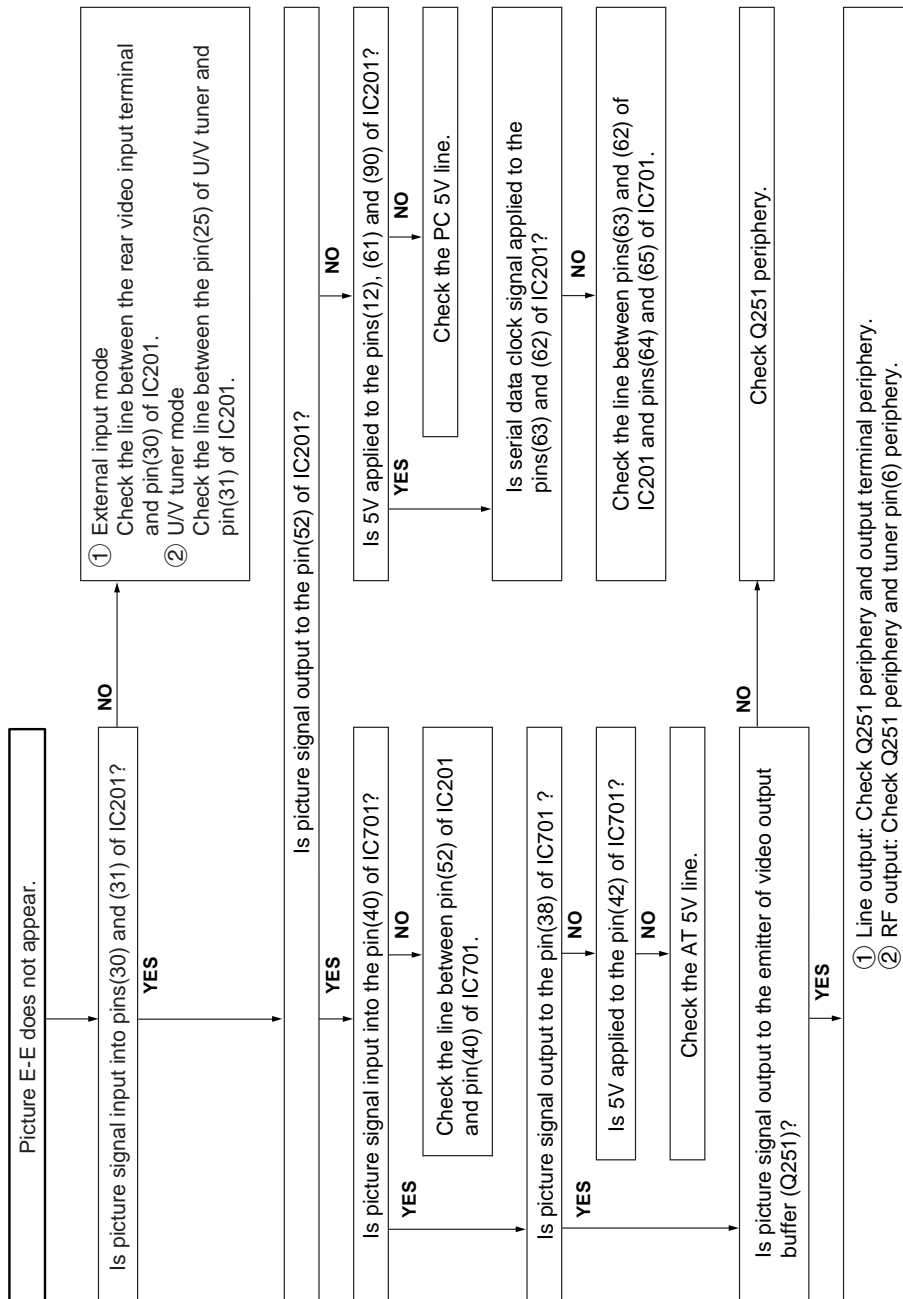 Picture E-E does not appear.
Is picture signal input into pins(30) and (31) of IC201?
NO
① External input mode
Check the line between the rear video input terminal
and pin(30) of IC201.
② U/V tuner mode
Check the line between the pin(25) of U/V tuner and
pin(31) of IC201.
YES
Is picture signal output to the pin(52) of IC201?
YES
NO
Is picture signal input into the pin(40) of IC701?
Is 5V applied to the pins(12), (61) and (90) of IC201?
YES
NO
YES
NO
Check the line between pin(52) of IC201
and pin(40) of IC701.
Check the PC 5V line.
Is serial data clock signal applied to the
pins(63) and (62) of IC201?
Is picture signal output to the pin(38) of IC701 ?
NO
YES
NO
Is 5V applied to the pin(42) of IC701?
NO
Check the AT 5V line.
Check the line between pins(63) and (62) of
IC201 and pins(64) and (65) of IC701.
Is picture signal output to the emitter of video output
buffer (Q251)?
NO
Check Q251 periphery.
YES
① Line output: Check Q251 periphery and output terminal periphery.
② RF output: Check Q251 periphery and tuner pin(6) periphery.